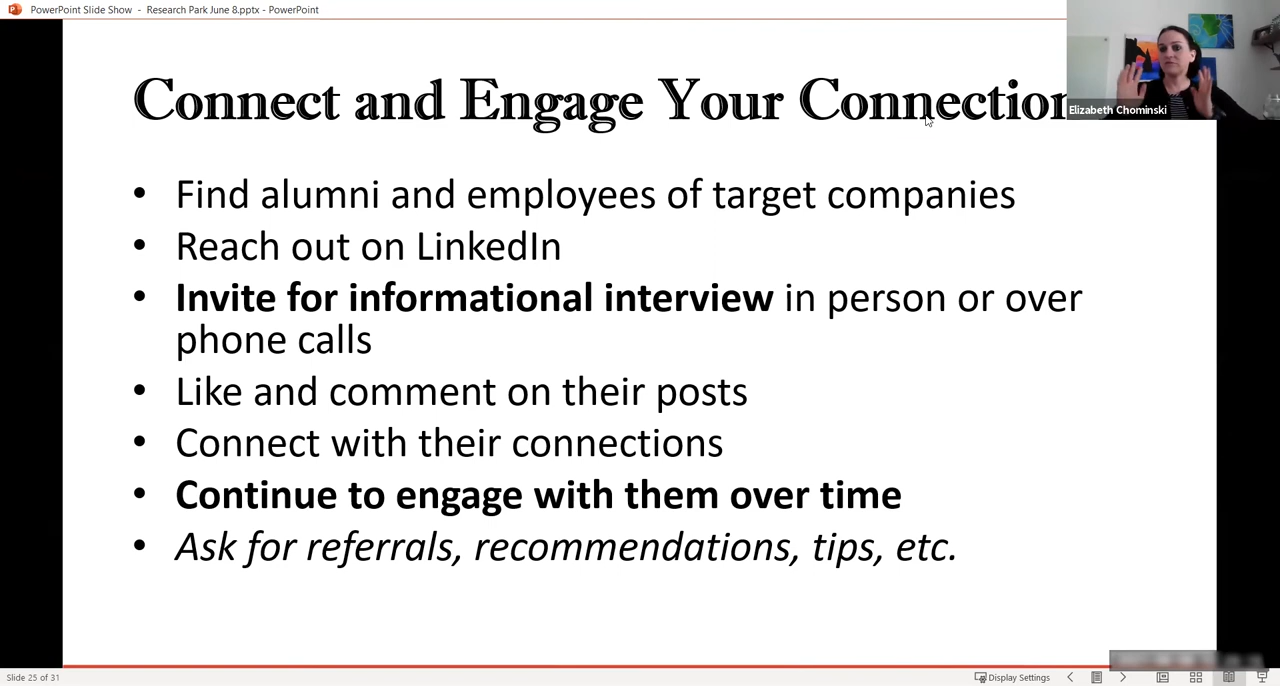 PowerPoint Slide Show - Research Park June 8.pptx - PowerPoint
Connect and Engage Your Connection
Elizabeth Chominski
• Find alumni and employees of target companies
• Reach out on LinkedIn
• Invite for informational interview in person or over
phone calls
• Like and comment on their posts
• Connect with their connections
• Continue to engage with them over time
• Ask for referrals, recommendations, tips, etc.
Slide 25 of 31
Display Settings